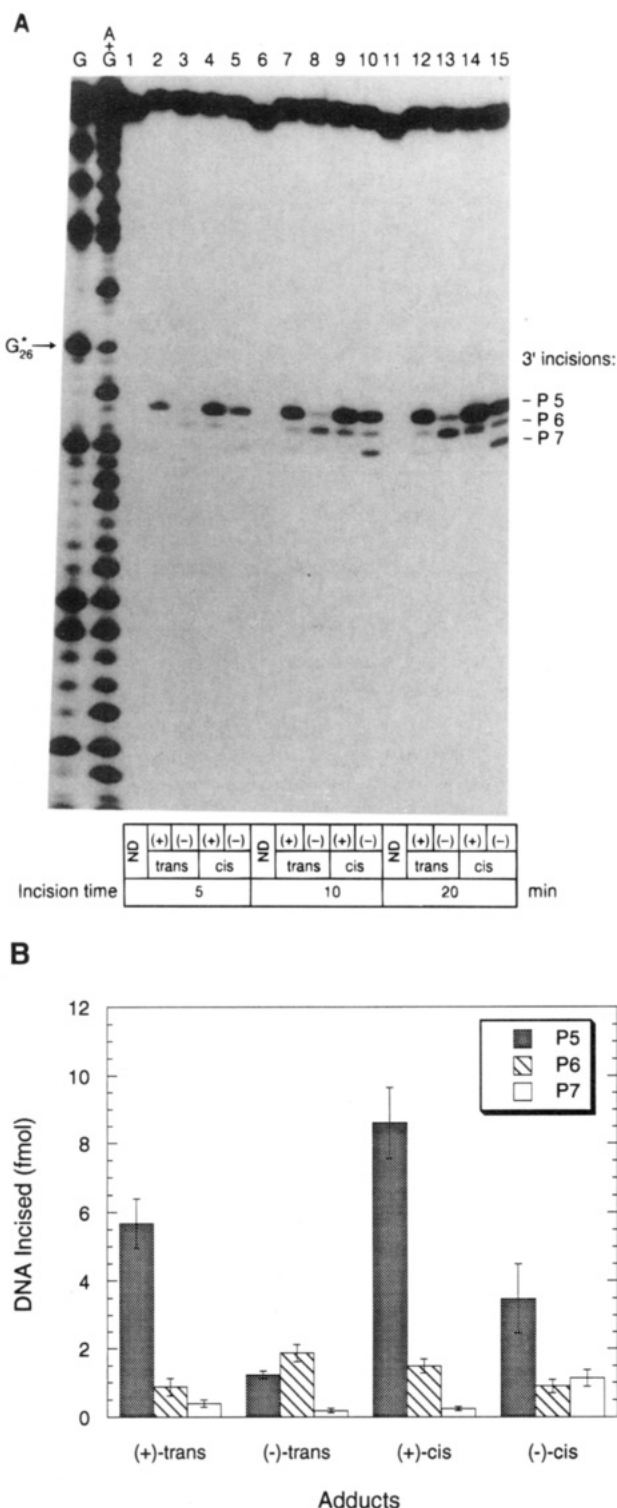 A
G A+G 1 2 3 4 5 6 7 8 9 10 11 12 13 14 15
G*26 →
3' incisions:
- P 5
- P 6
- P 7
ND (+) (-) (+) (-) ND (+) (-) (+) (-) ND (+) (-) (+) (-)
trans cis trans cis trans cis
Incision time 5 10 20 min
B
12
10
8
6
4
2
0
DNA Incised (fmol)
P5
P6
P7
(+)-trans (-)-trans (+)-cis (-)-cis
Adducts